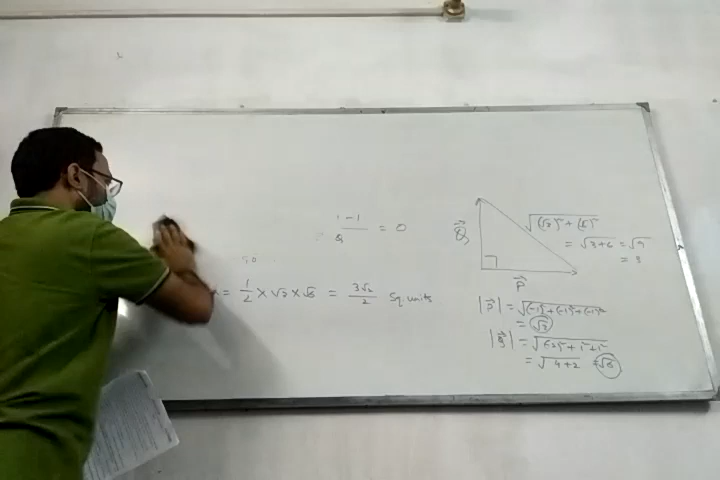 1-1 / Q = 0
so
= 1/2 × √3 × √6 = 3√2/2 Sq. units
Q⃗
√((√3)² + (√6)²)
= √3+6 = √9
= 3
P⃗
|P⃗| = √((-1)² + (-1)² + (-1)²)
= √3
|Q⃗| = √((-2)² + 1² + 1²)
= √4+2 = √6